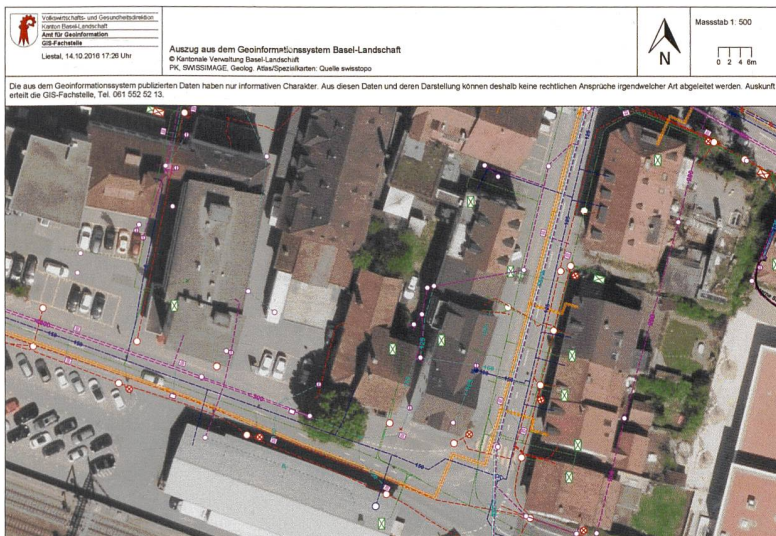 Volkswirtschafts- und Gesundheitsdirektion
Kanton Basel-Landschaft
Amt für Geoinformation
GIS-Fachstelle
Liestal, 14.10.2016 17:26 Uhr
Auszug aus dem Geoinformationssystem Basel-Landschaft
© Kantonale Verwaltung Basel-Landschaft
PK, SWISSIMAGE, Geolog. Atlas/Spezialkarten: Quelle swisstopo
N
Massstab 1: 500
0 2 4 6m
Die aus dem Geoinformationssystem publizierten Daten haben nur informativen Charakter. Aus diesen Daten und deren Darstellung können deshalb keine rechtlichen Ansprüche irgendwelcher Art abgeleitet werden. Auskunft
erteilt die GIS-Fachstelle, Tel. 061 552 52 13.